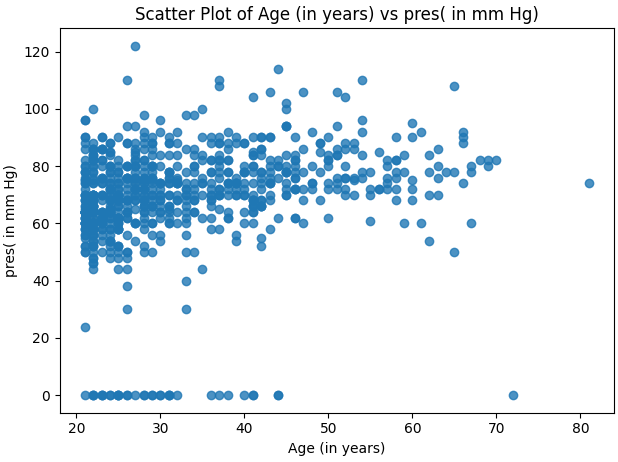 Scatter Plot of Age (in years) vs pres( in mm Hg)
120
100
80
60
40
20
0
pres( in mm Hg)
20 30 40 50 60 70 80
Age (in years)